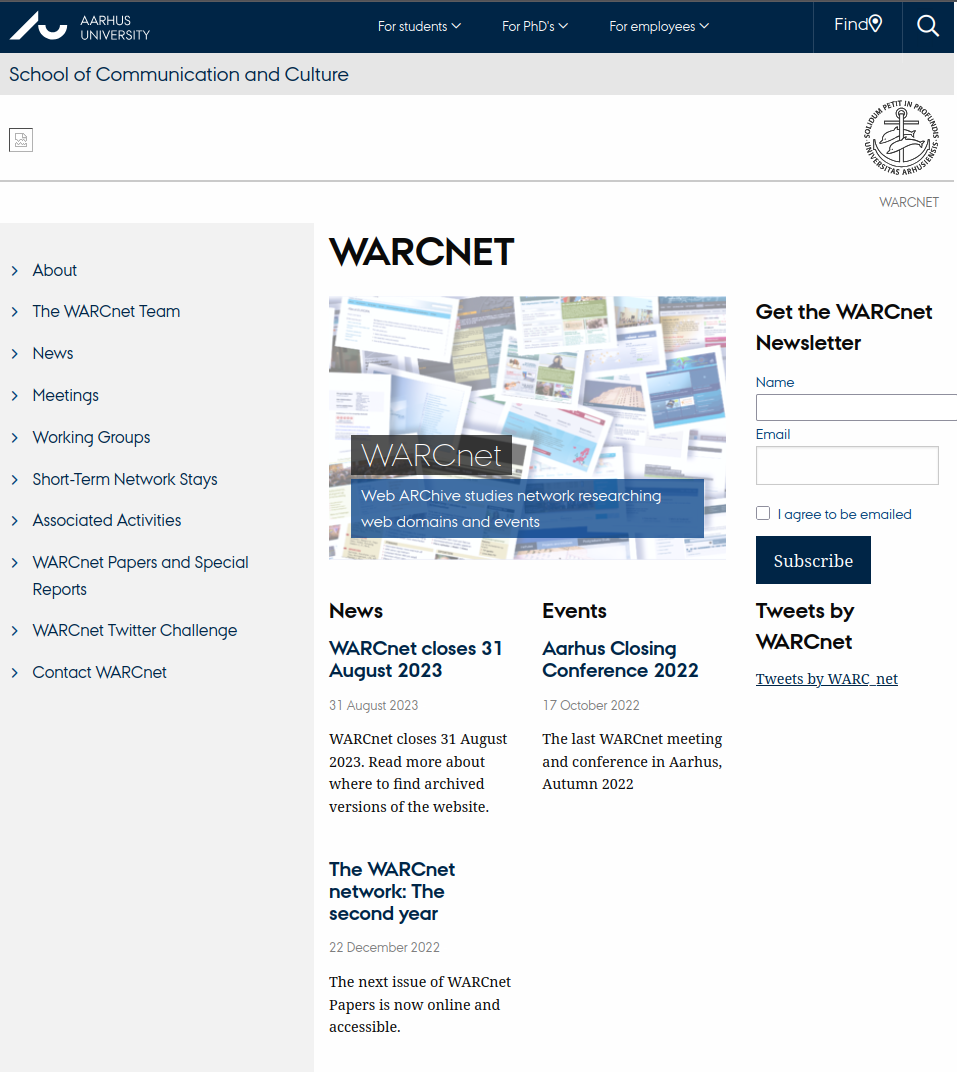 AARHUS
UNIVERSITY
For students
For PhD's
For employees
Find
School of Communication and Culture
SOLIDUM PETIT IN PROFUNDIS
UNIVERSITAS ARHUSIENSIS
WARCNET
About
The WARCnet Team
News
Meetings
Working Groups
Short-Term Network Stays
Associated Activities
WARCnet Papers and Special
Reports
WARCnet Twitter Challenge
Contact WARCnet
WARCNET
WARCnet
Web ARChive studies network researching
web domains and events
News
WARCnet closes 31
August 2023
31 August 2023
WARCnet closes 31 August
2023. Read more about
where to find archived
versions of the website.
The WARCnet
network: The
second year
22 December 2022
The next issue of WARCnet
Papers is now online and
accessible.
Events
Aarhus Closing
Conference 2022
17 October 2022
The last WARCnet meeting
and conference in Aarhus,
Autumn 2022
Get the WARCnet
Newsletter
Name
Email
I agree to be emailed
Subscribe
Tweets by
WARCnet
Tweets by WARC_net